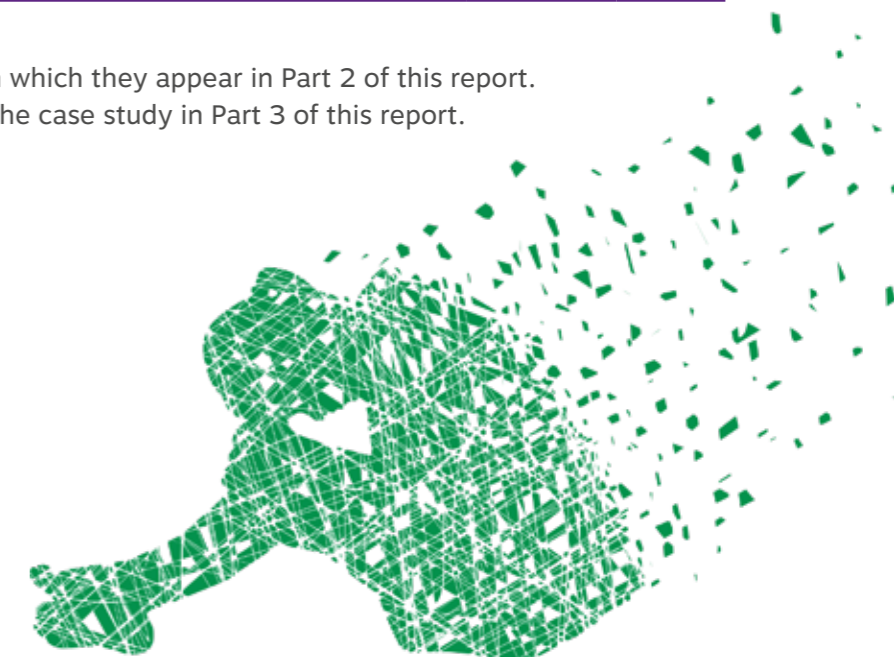 which they appear in Part 2 of this report.
he case study in Part 3 of this report.